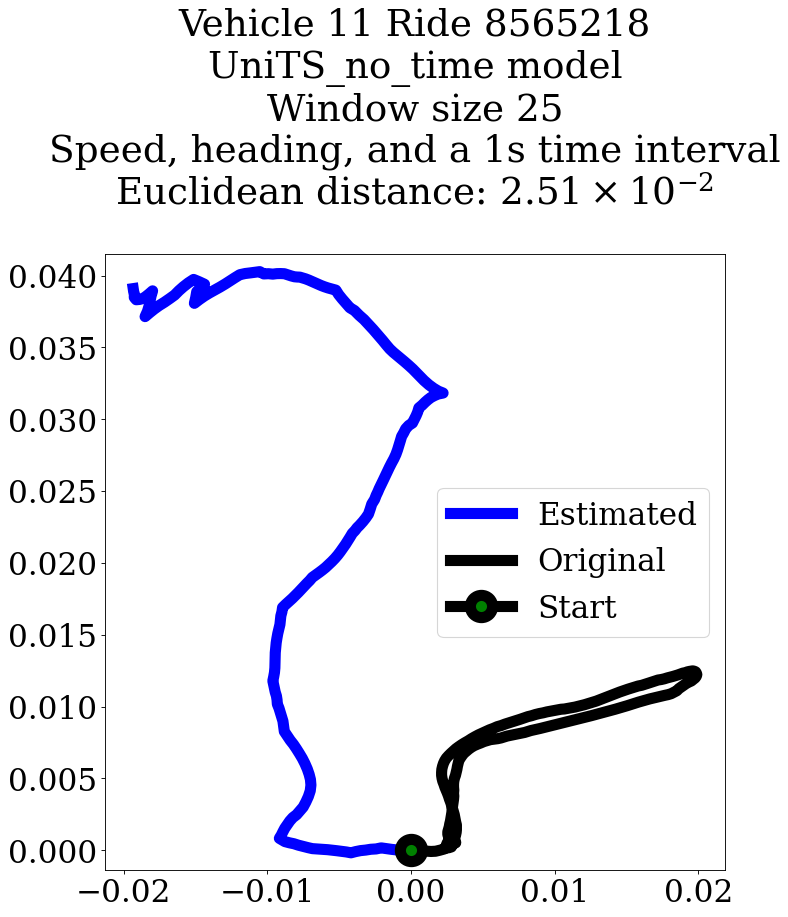 Vehicle 11 Ride 8565218
UniTS_no_time model
Window size 25
Speed, heading, and a 1s time interval
Euclidean distance: 2.51 × 10⁻²
0.040
0.035
0.030
0.025
0.020
0.015
0.010
0.005
0.000
Estimated
Original
Start
−0.02 −0.01 0.00 0.01 0.02